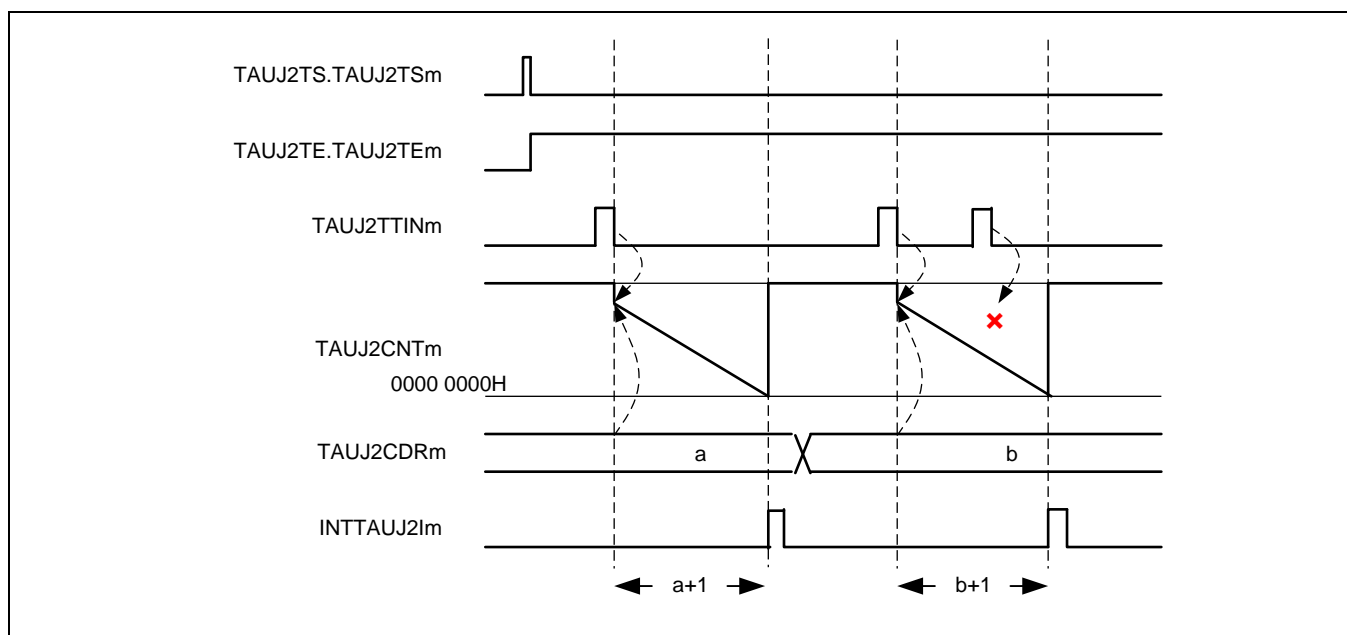 TAUJ2TS.TAUJ2TSm
TAUJ2TE.TAUJ2TEm
TAUJ2TTINm
TAUJ2CNTm
0000 0000H
TAUJ2CDRm
a
b
INTTAUJ2Im
a+1
b+1